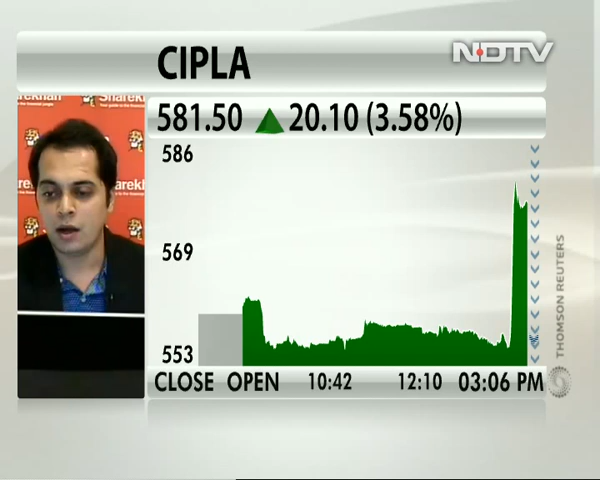 CIPLA
NDTV
Sharekhan
581.50 ▲ 20.10 (3.58%)
586
569
553
CLOSE OPEN 10:42 12:10 03:06 PM
THOMSON REUTERS